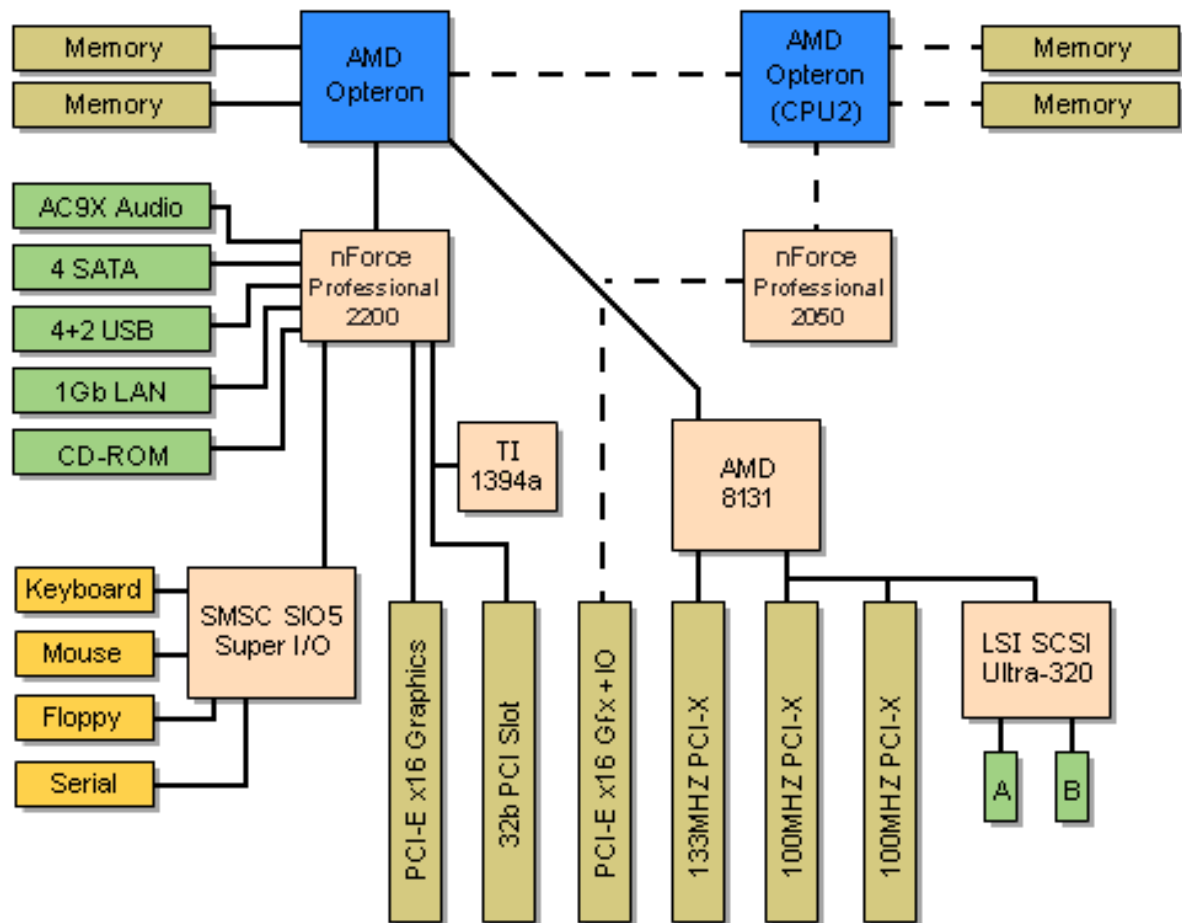 Memory
Memory
AMD
Opteron
AMD
Opteron
(CPU2)
Memory
Memory
AC9X Audio
4 SATA
4+2 USB
1Gb LAN
CD-ROM
nForce
Professional
2200
nForce
Professional
2050
TI
1394a
AMD
8131
Keyboard
Mouse
Floppy
Serial
SMSC SIO5
Super I/O
PCI-E x16 Graphics
32b PCI Slot
PCI-E x16 Gfx+IO
133MHZ PCI-X
100MHZ PCI-X
100MHZ PCI-X
LSI SCSI
Ultra-320
A
B